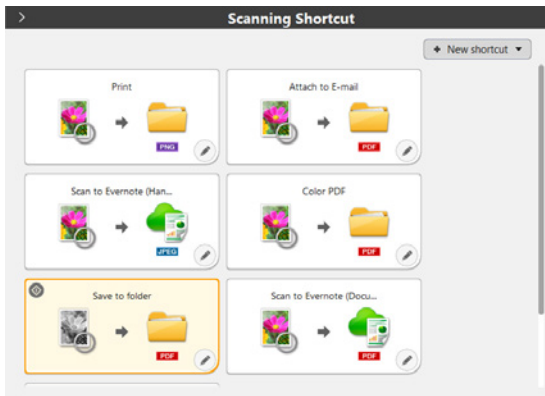 Scanning Shortcut
+ New shortcut
Print
PNG
Attach to E-mail
PDF
Scan to Evernote (Han...
JPEG
Color PDF
PDF
Save to folder
PDF
Scan to Evernote (Docu...
PDF